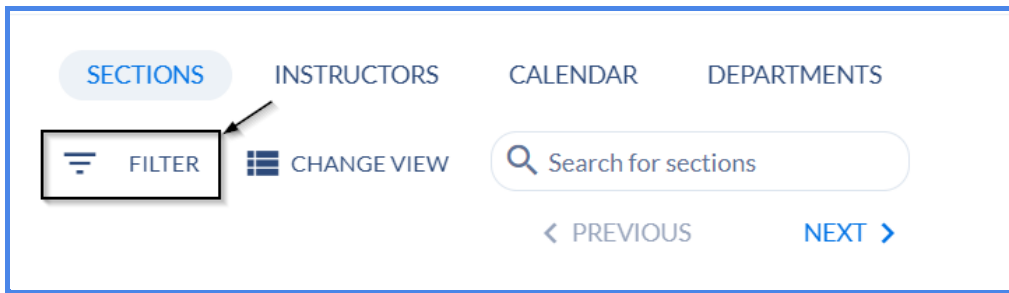 SECTIONS INSTRUCTORS CALENDAR DEPARTMENTS
FILTER CHANGE VIEW Search for sections
PREVIOUS NEXT